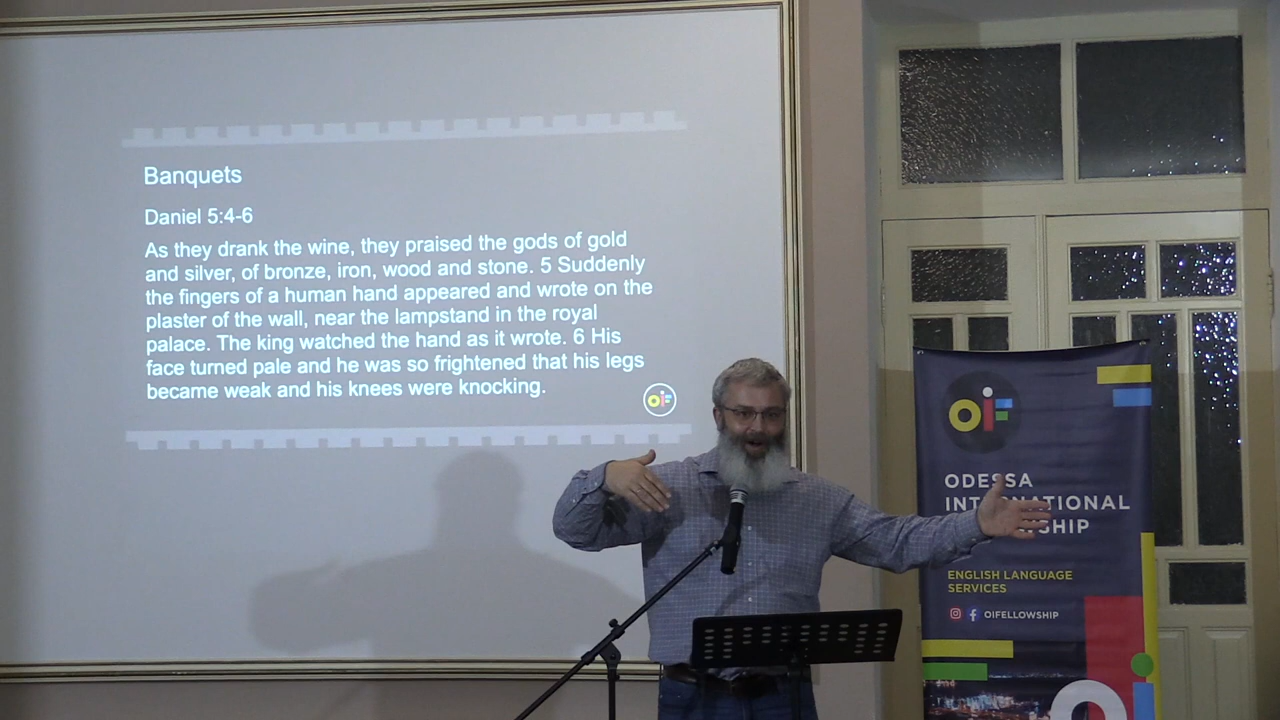 Banquets
Daniel 5:4-6
As they drank the wine, they praised the gods of gold
and silver, of bronze, iron, wood and stone. 5 Suddenly
the fingers of a human hand appeared and wrote on the
plaster of the wall, near the lampstand in the royal
palace. The king watched the hand as it wrote. 6 His
face turned pale and he was so frightened that his legs
became weak and his knees were knocking.
OIF
OIF
ODESSA
INTERNATIONAL
SHIP
ENGLISH LANGUAGE
SERVICES
OIFELLOWSHIP
Oi